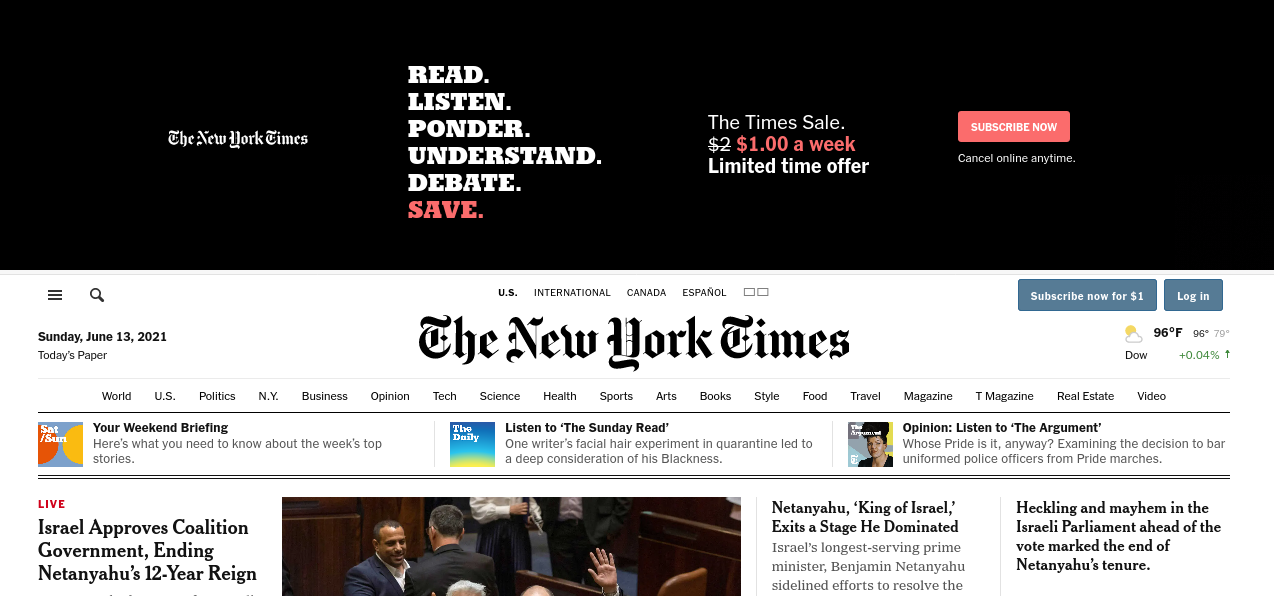 The New York Times
READ.
LISTEN.
PONDER.
UNDERSTAND.
DEBATE.
SAVE.
The Times Sale.
$2 $1.00 a week
Limited time offer
SUBSCRIBE NOW
Cancel online anytime.
U.S. INTERNATIONAL CANADA ESPAÑOL
Subscribe now for $1 Log in
Sunday, June 13, 2021
Today's Paper
The New York Times
96°F 96° 79°
Dow +0.04% ↑
World U.S. Politics N.Y. Business Opinion Tech Science Health Sports Arts Books Style Food Travel Magazine T Magazine Real Estate Video
Sat
/Sun
Your Weekend Briefing
Here's what you need to know about the week's top
stories.
The
Daily
Listen to ‘The Sunday Read’
One writer's facial hair experiment in quarantine led to
a deep consideration of his Blackness.
The
Argument
Opinion: Listen to ‘The Argument’
Whose Pride is it, anyway? Examining the decision to bar
uniformed police officers from Pride marches.
LIVE
Israel Approves Coalition
Government, Ending
Netanyahu's 12-Year Reign
Netanyahu, ‘King of Israel,’
Exits a Stage He Dominated
Israel's longest-serving prime
minister, Benjamin Netanyahu
sidelined efforts to resolve the
Heckling and mayhem in the
Israeli Parliament ahead of the
vote marked the end of
Netanyahu's tenure.